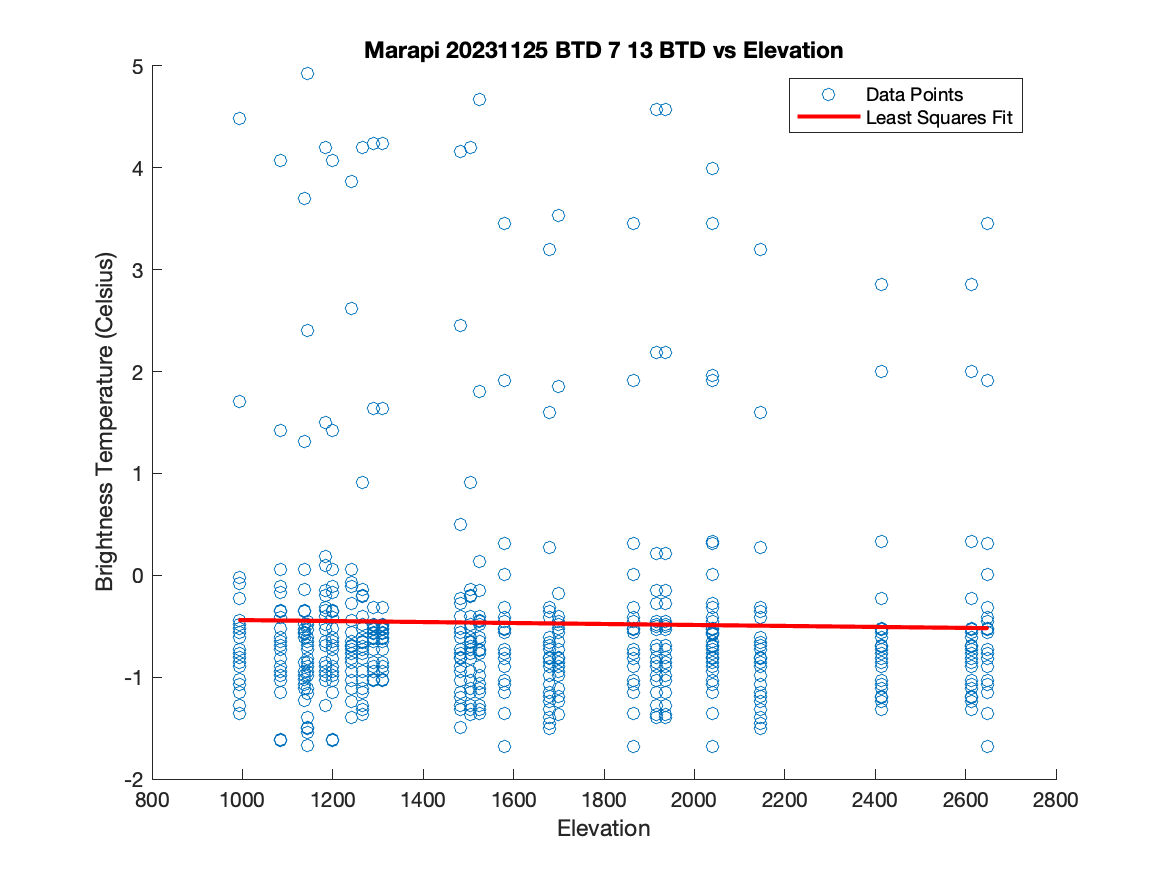 Marapi 20231125 BTD 7 13 BTD vs Elevation
Data Points
Least Squares Fit
Brightness Temperature (Celsius)
5
4
3
2
1
0
-1
-2
800 1000 1200 1400 1600 1800 2000 2200 2400 2600 2800
Elevation